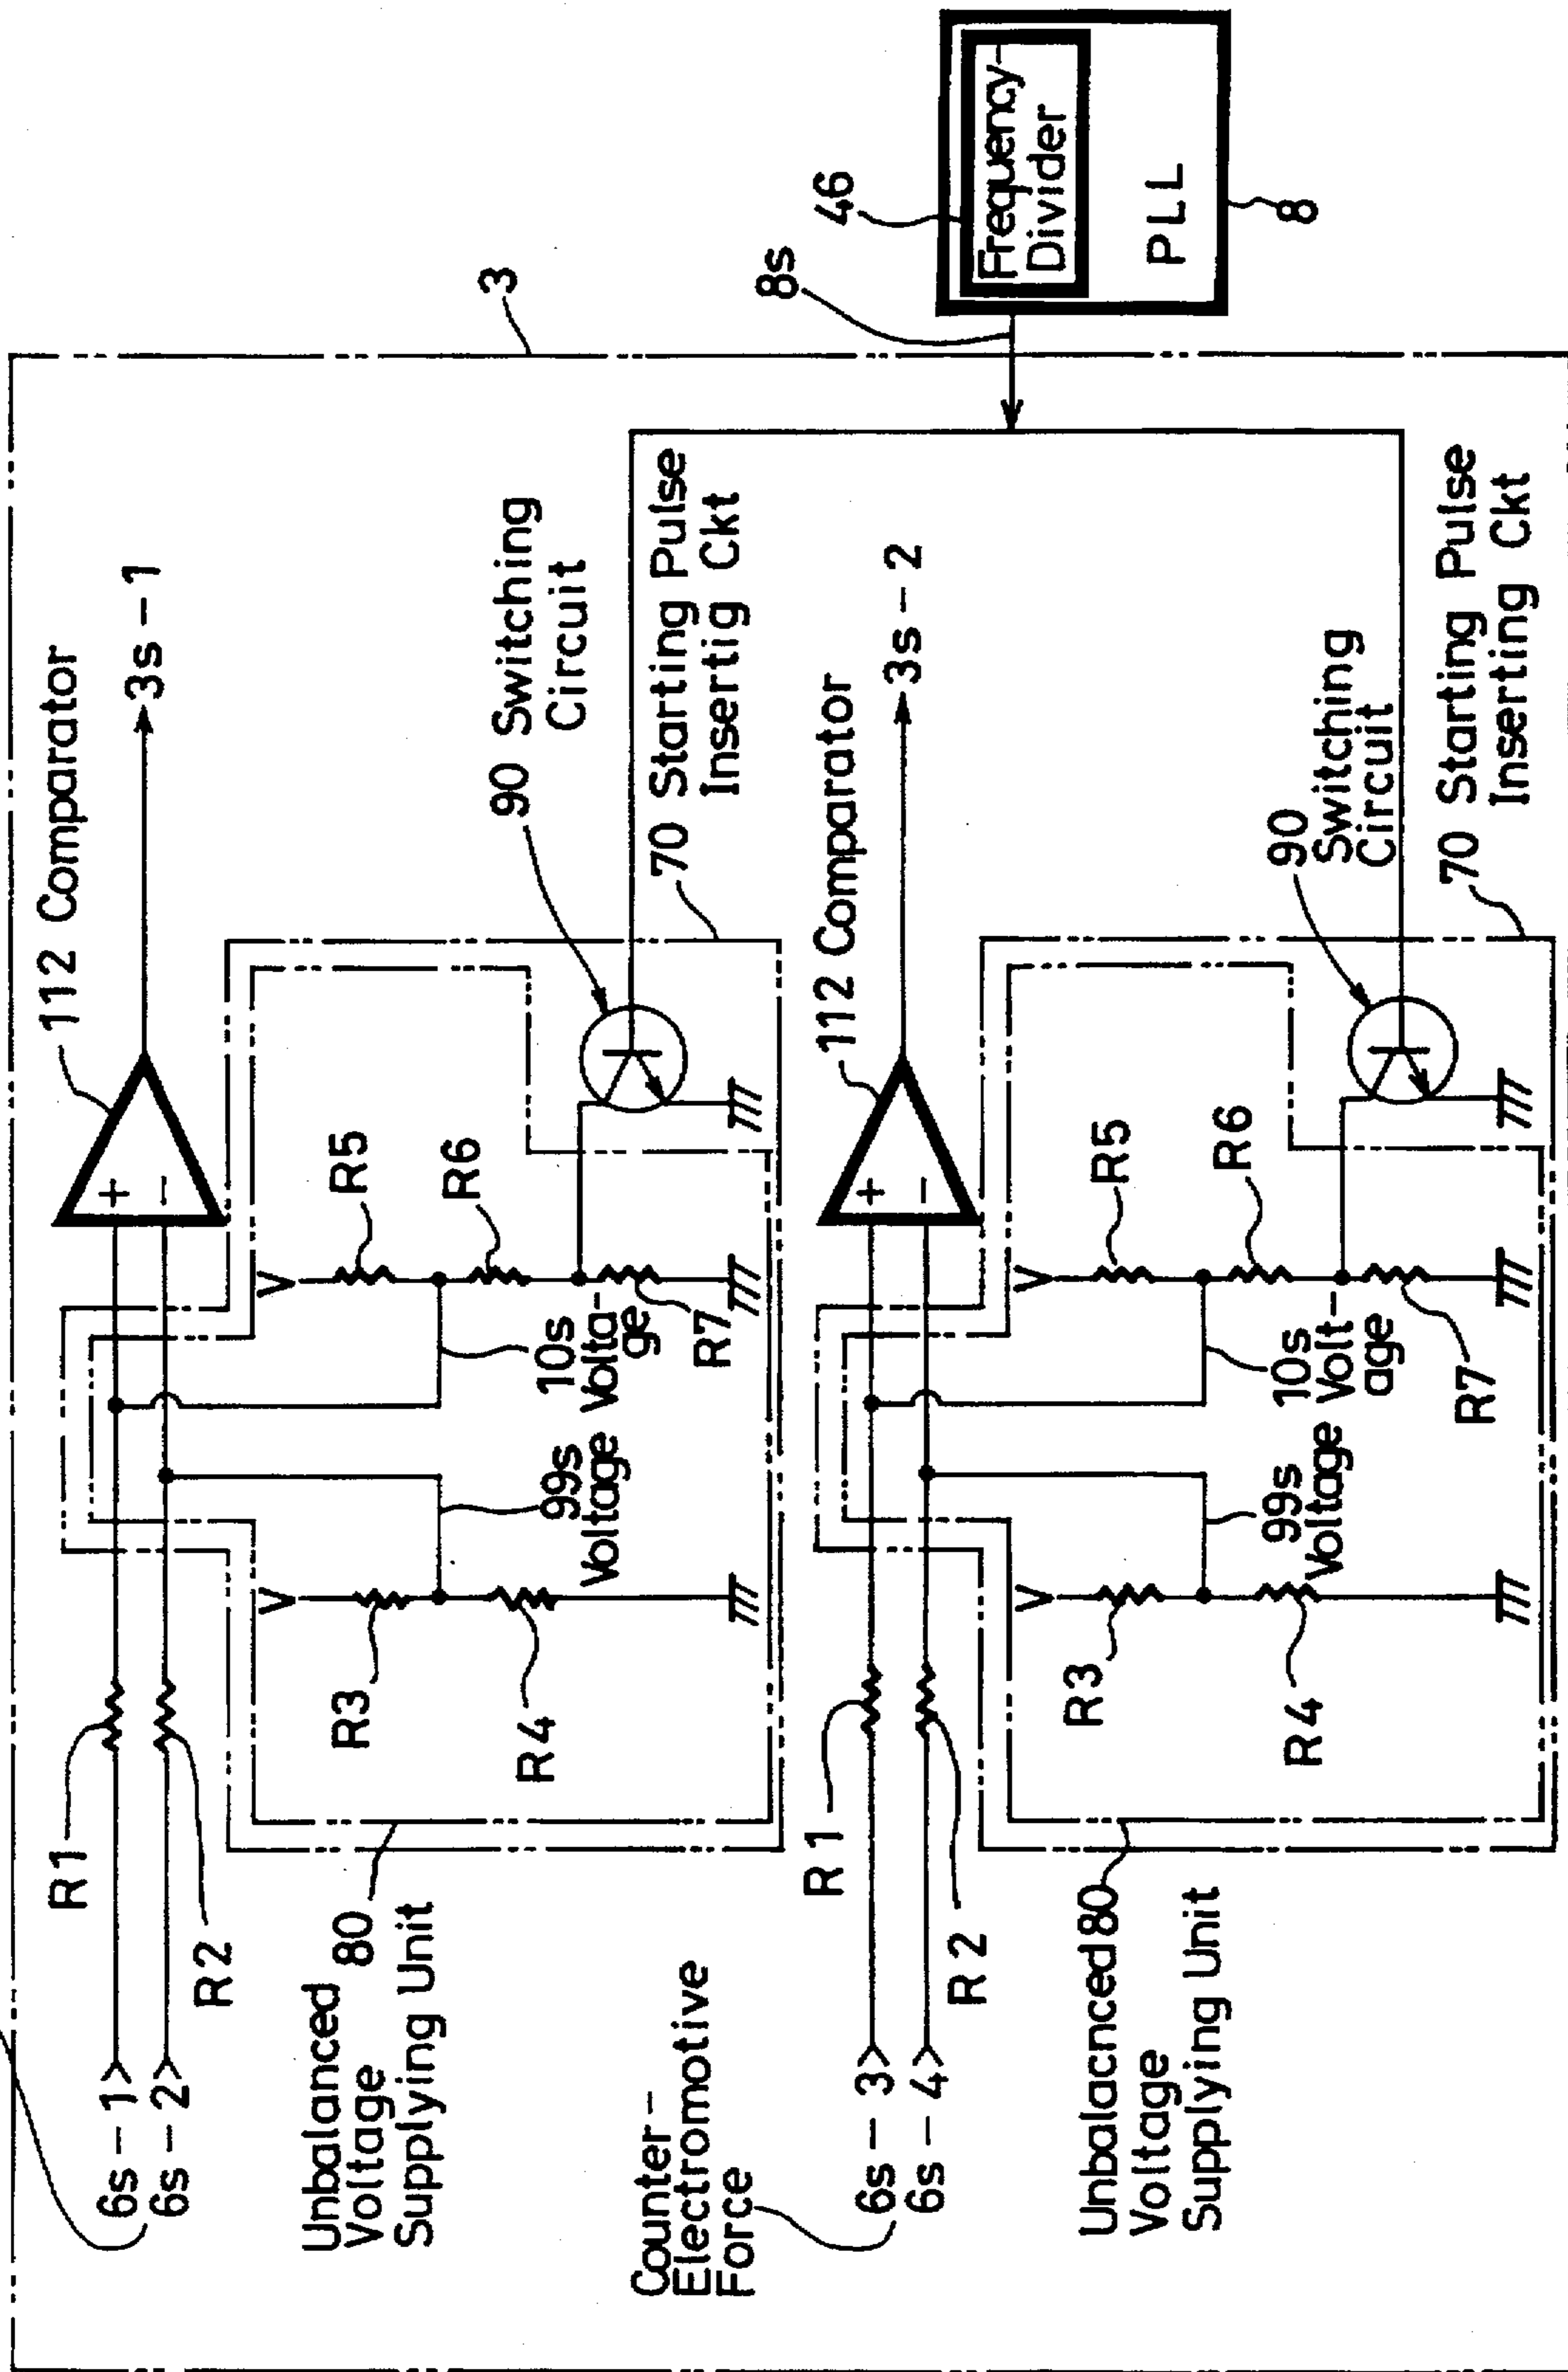 6s-1
6s-2
R1
R2
112 Comparator
+
−
3s-1
3
Unbalanced 80
Voltage
Supplying Unit
V
R3
R4
99s
Voltage
V
R5
R6
10s
Volta-
ge
R7
90 Switching
Circuit
70 Starting Pulse
Insertig Ckt
8s
46
Frequency-
Divider
PLL
8
Counter-
Electromotive
Force
6s-3
6s-4
R1
R2
112 Comparator
+
−
3s-2
Unbalacnced 80
Voltage
Supplying Unit
V
R3
R4
99s
Voltage
V
R5
R6
10s
Volt-
age
R7
90
Switching
Circuit
70 Starting Pulse
Inserting Ckt